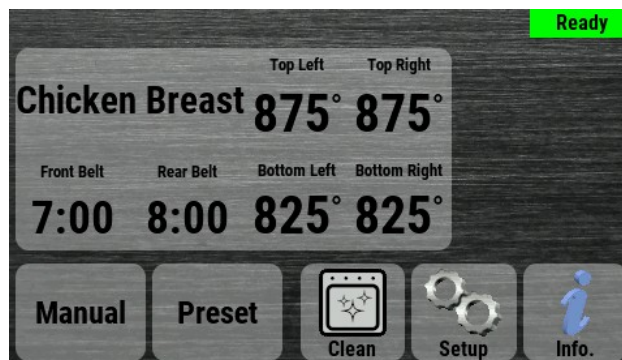 Ready
Top Left Top Right
Chicken Breast 875° 875°
Front Belt Rear Belt Bottom Left Bottom Right
7:00 8:00 825° 825°
Manual Preset
Clean Setup Info.